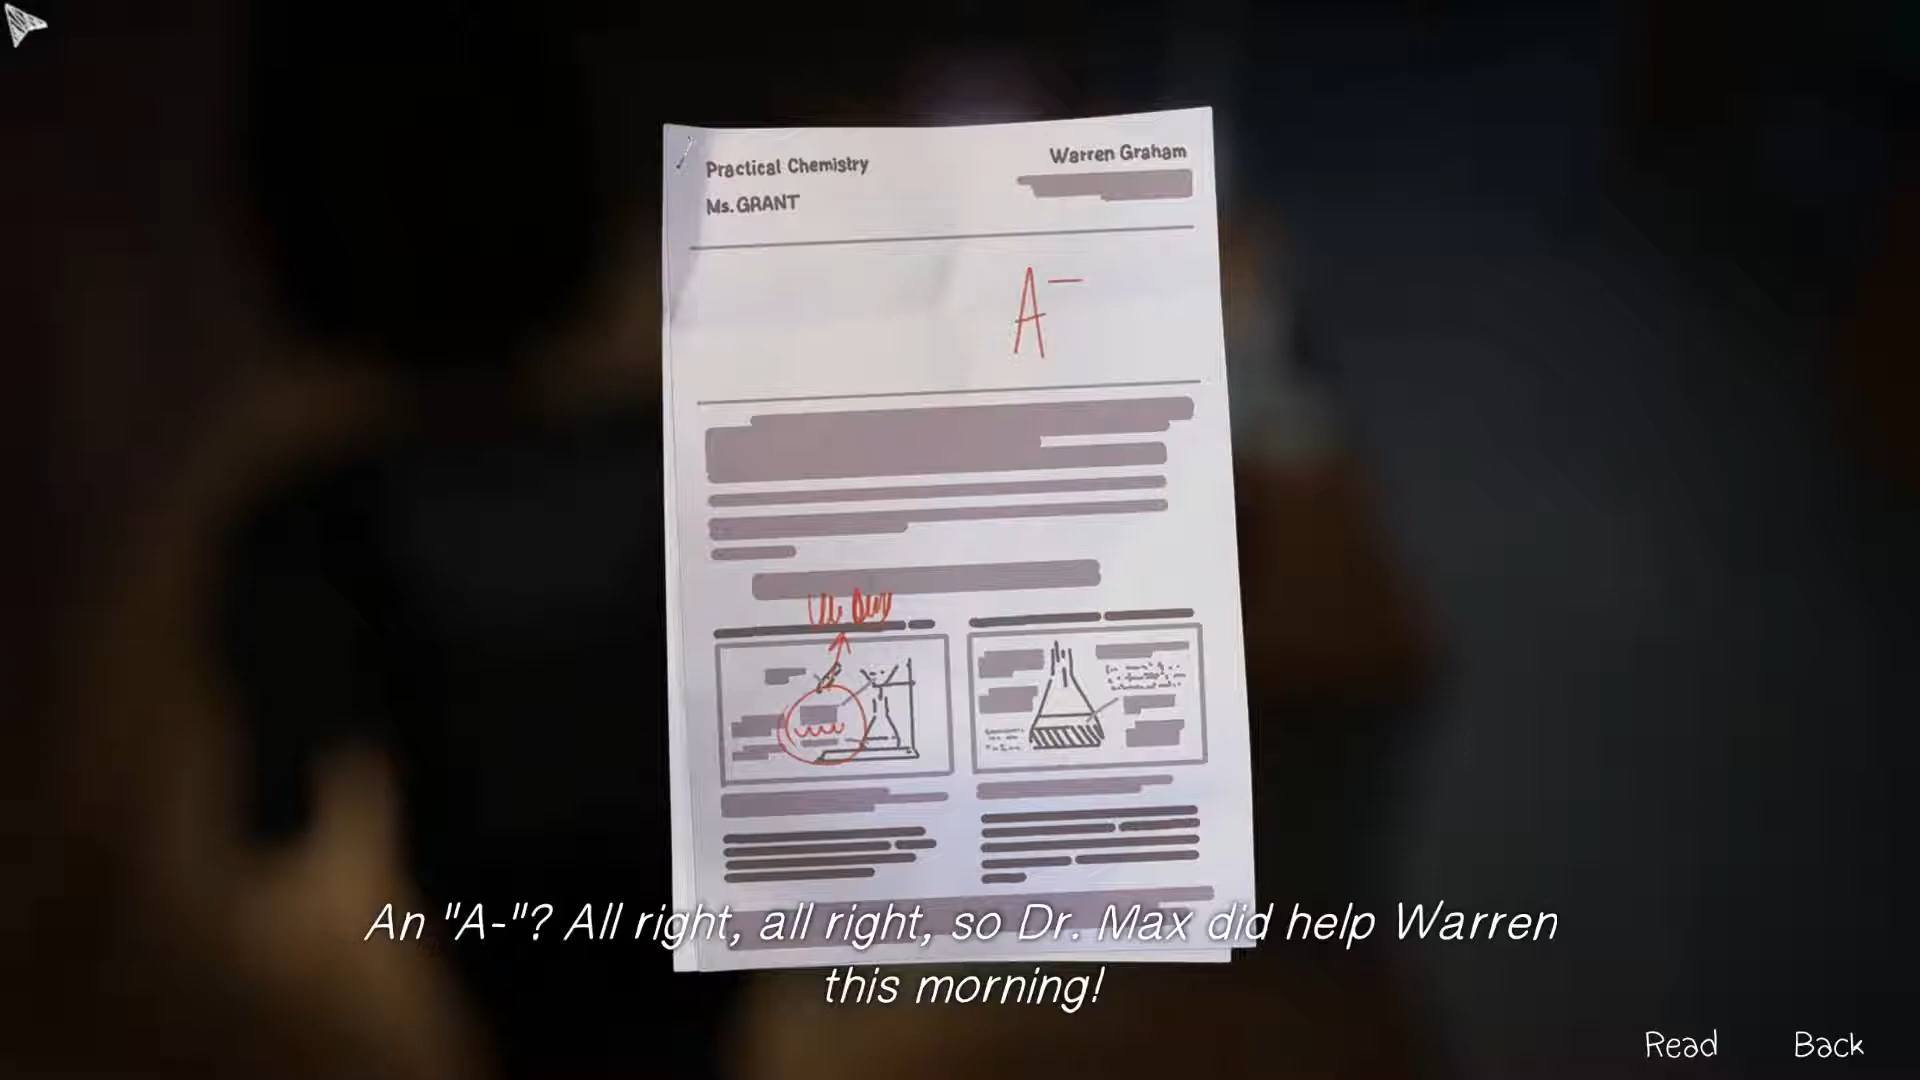 Practical Chemistry
Warren Graham
Ms. GRANT
A-
An "A-"? All right, all right, so Dr. Max did help Warren
this morning!
Read
Back